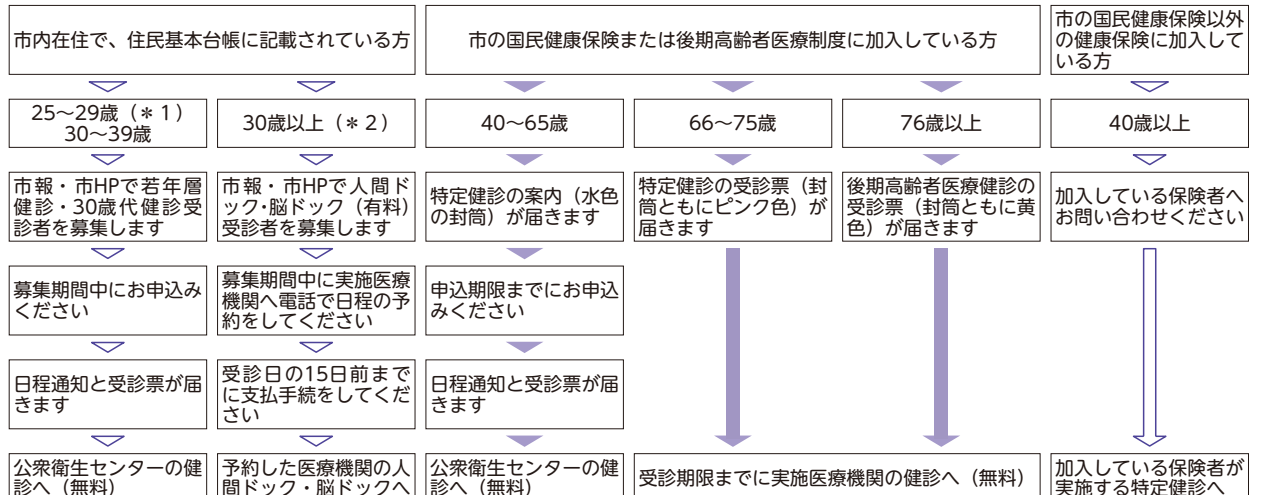 市内在住で、住民基本台帳に記載されている方
市の国民健康保険または後期高齢者医療制度に加入している方
市の国民健康保険以外
の健康保険に加入して
いる方
25～29歳（＊1）
30～39歳
30歳以上（＊2）
40～65歳
66～75歳
76歳以上
40歳以上
市報・市HPで若年層
健診・30歳代健診受
診者を募集します
市報・市HPで人間ド
ック・脳ドック（有料）
受診者を募集します
特定健診の案内（水色
の封筒）が届きます
特定健診の受診票（封
筒ともにピンク色）が
届きます
後期高齢者医療健診の
受診票（封筒ともに黄
色）が届きます
加入している保険者へ
お問い合わせください
募集期間中にお申込み
ください
募集期間中に実施医療
機関へ電話で日程の予
約をしてください
申込期限までにお申込
みください
日程通知と受診票が届
きます
受診日の15日前まで
に支払手続をしてくだ
さい
日程通知と受診票が届
きます
公衆衛生センターの健
診へ（無料）
予約した医療機関の人
間ドック・脳ドックへ
公衆衛生センターの健
診へ（無料）
受診期限までに実施医療機関の健診へ（無料）
加入している保険者が
実施する特定健診へ